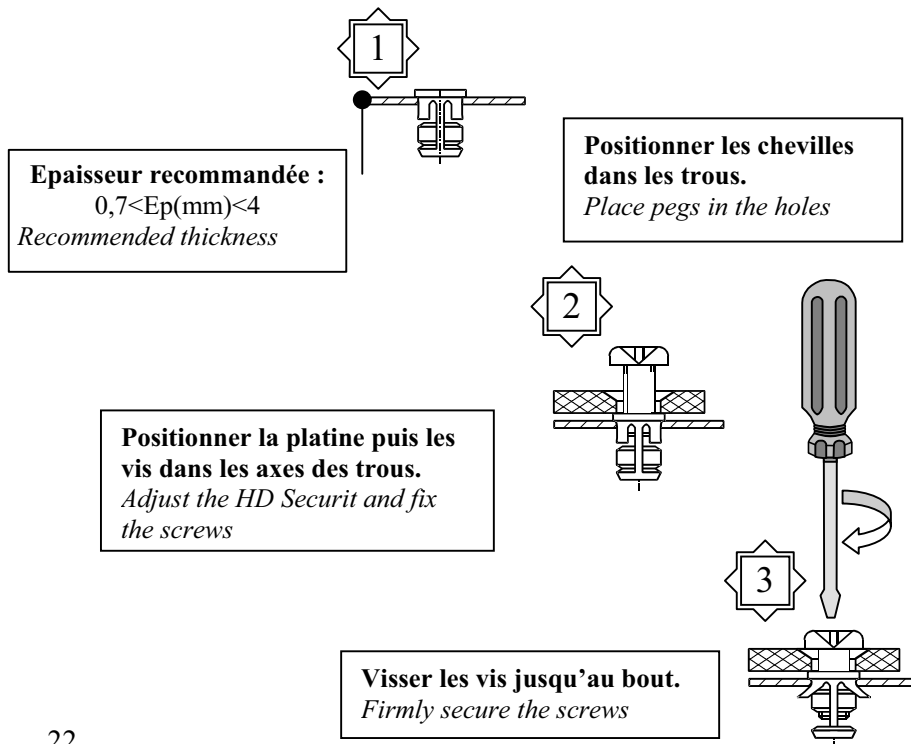 1
Epaisseur recommandée :
0,7<Ep(mm)<4
Recommended thickness
Positionner les chevilles
dans les trous.
Place pegs in the holes
2
Positionner la platine puis les
vis dans les axes des trous.
Adjust the HD Securit and fix
the screws
3
Visser les vis jusqu’au bout.
Firmly secure the screws
22